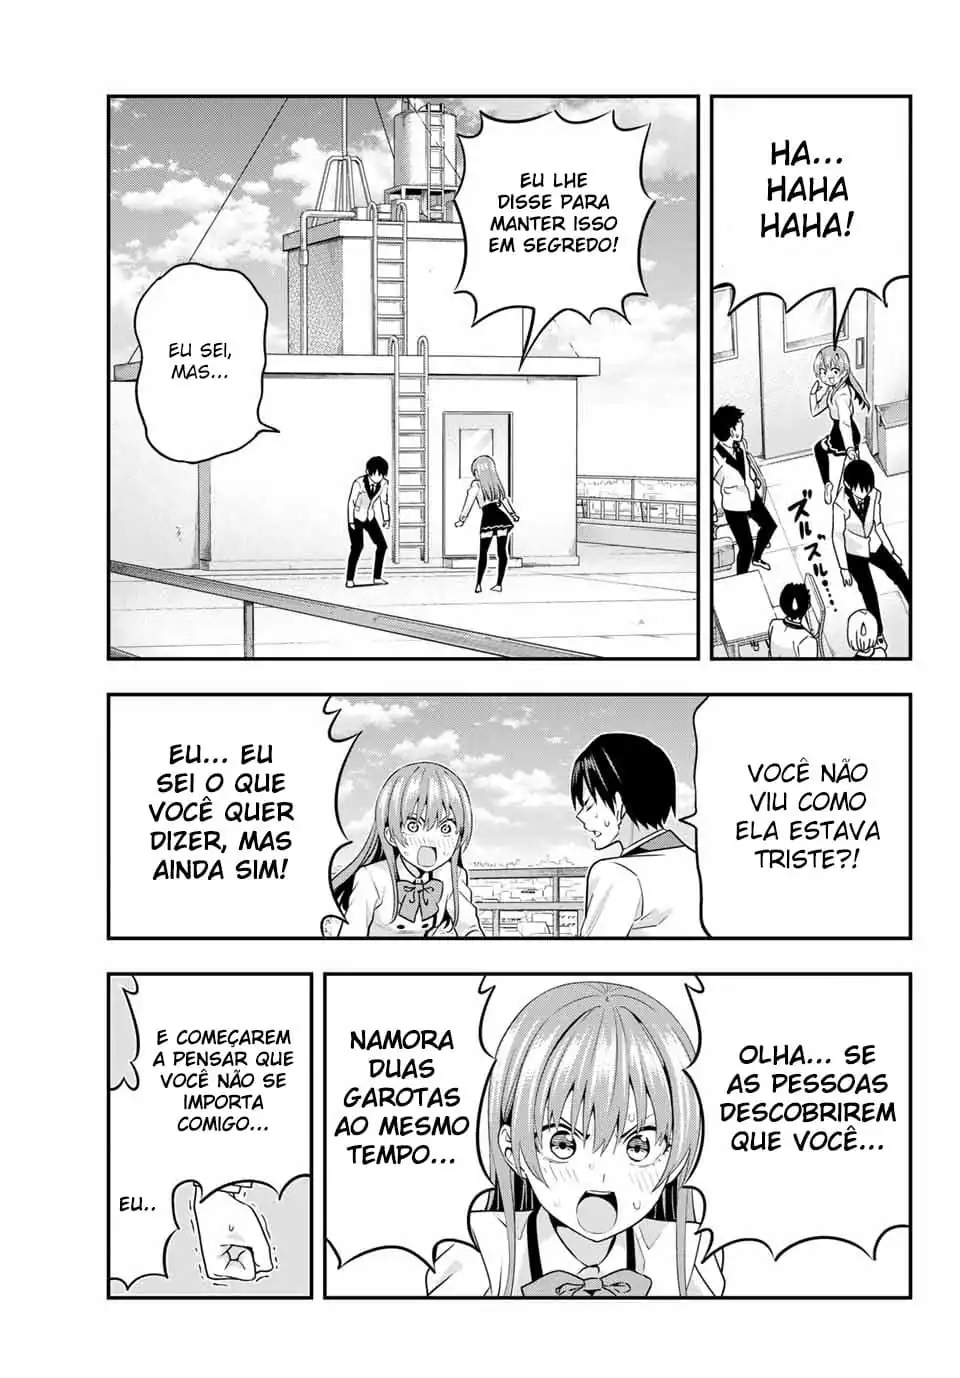 HA...
HAHA
HAHA!
ズルズル....
EU LHE
DISSE PARA
MANTER ISSO
EM SEGREDO!
EU SEI,
MAS...
VOCÊ NÃO
VIU COMO
ELA ESTAVA
TRISTE?!
EU... EU
SEI O QUE
VOCÊ QUER
DIZER, MAS
AINDA SIM!
OLHA... SE
AS PESSOAS
DESCOBRIREM
QUE VOCÊ...
NAMORA
DUAS
GAROTAS
AO MESMO
TEMPO...
E COMEÇAREM
A PENSAR QUE
VOCÊ NÃO SE
IMPORTA
COMIGO...
EU..